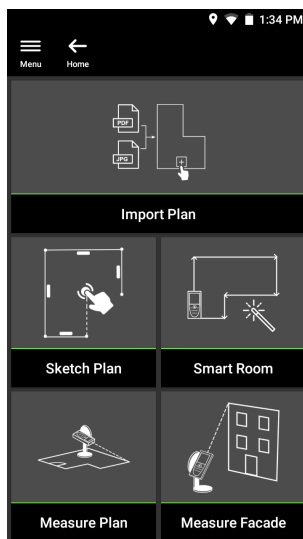 1:34 PM
Menu
Home
PDF
JPG
Import Plan
Sketch Plan
Smart Room
Measure Plan
Measure Facade